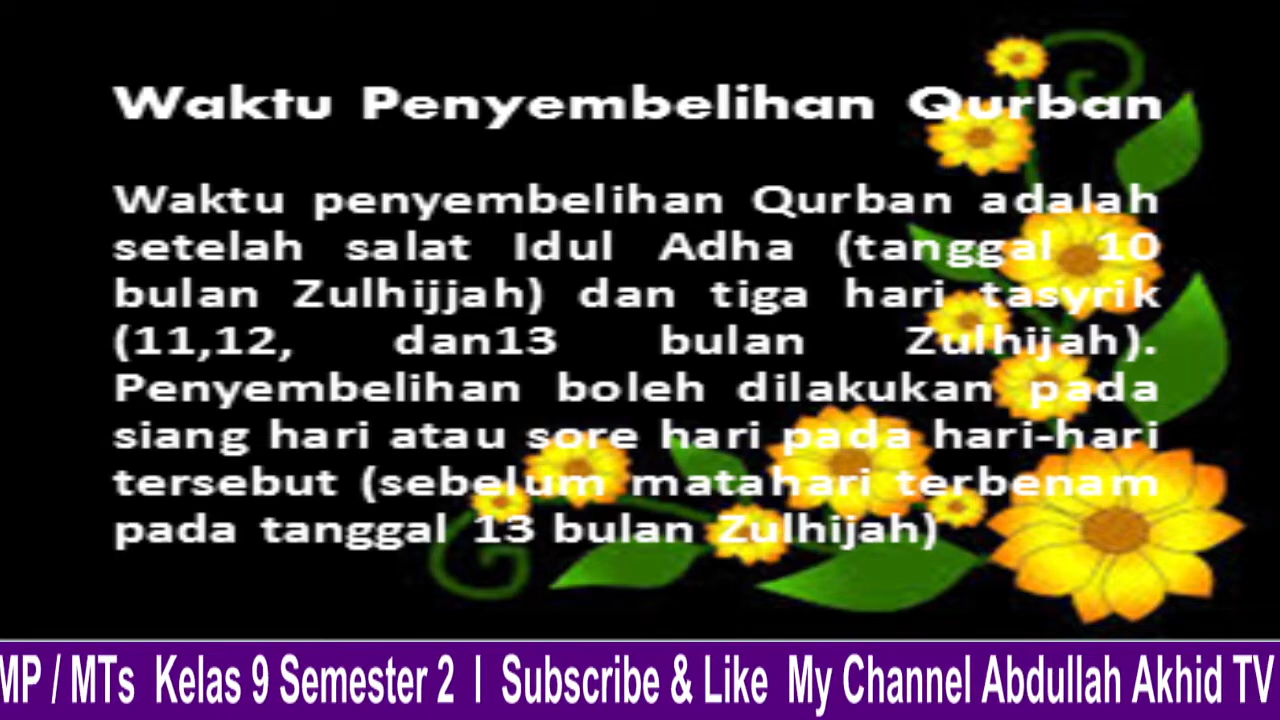 Waktu Penyembelihan Qurban
Waktu penyembelihan Qurban adalah
setelah salat Idul Adha (tanggal 10
bulan Zulhijjah) dan tiga hari tasyrik
(11,12, dan13 bulan Zulhijah).
Penyembelihan boleh dilakukan pada
siang hari atau sore hari pada hari-hari
tersebut (sebelum matahari terbenam
pada tanggal 13 bulan Zulhijah)
MP / MTs Kelas 9 Semester 2 I Subscribe & Like My Channel Abdullah Akhid TV